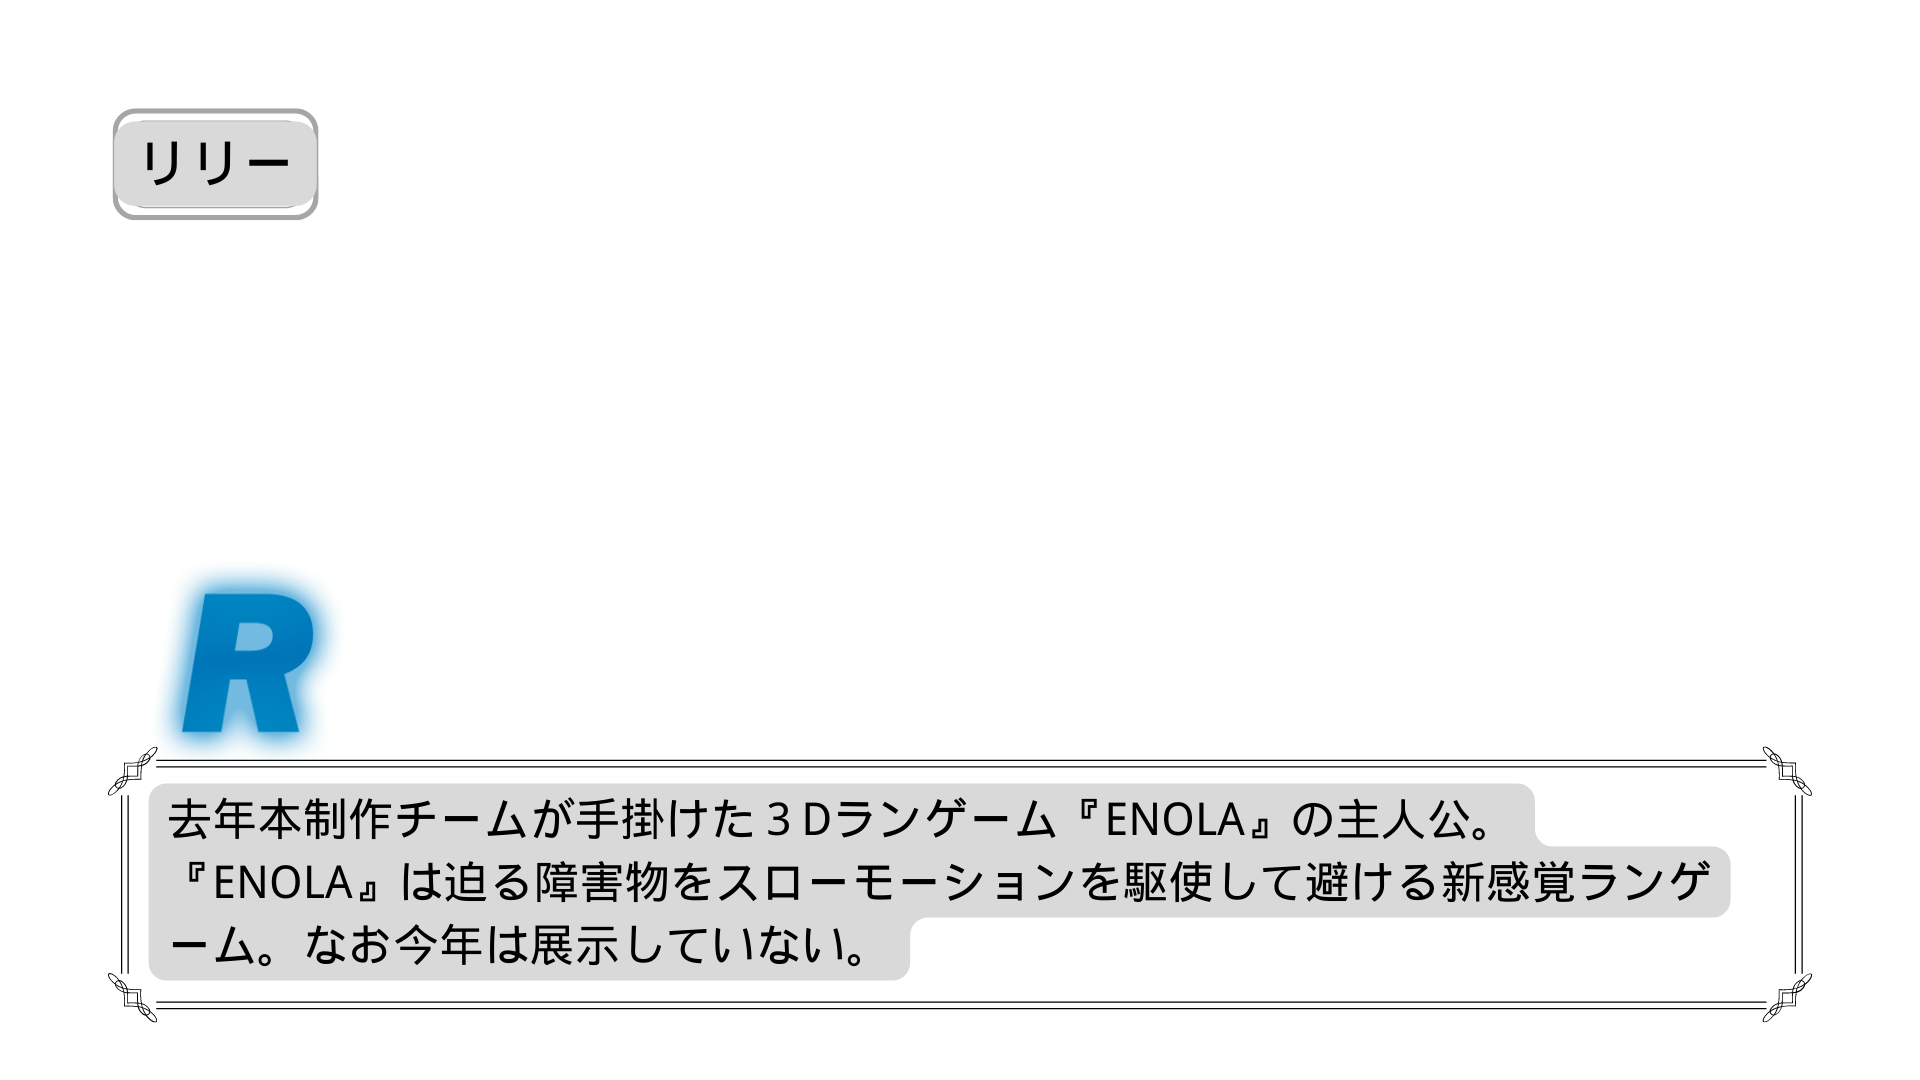 リリー
R
去年本制作チームが手掛けた３Dランゲーム『ENOLA』の主人公。
『ENOLA』は迫る障害物をスローモーションを駆使して避ける新感覚ランゲ
ーム。なお今年は展示していない。